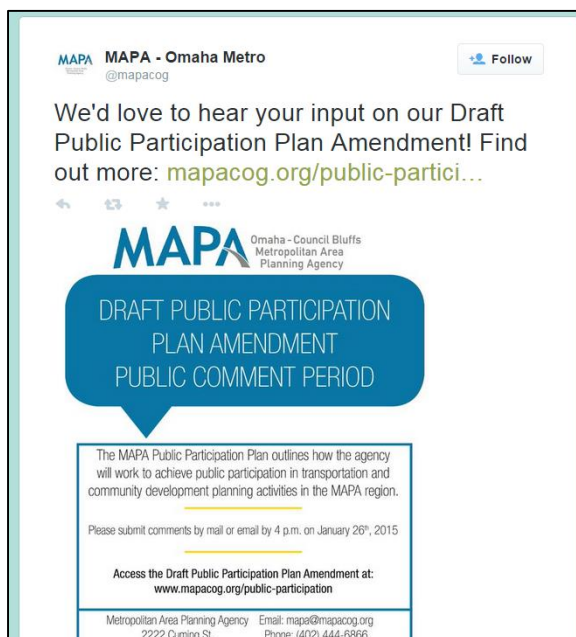 MAPA MAPA - Omaha Metro
@mapacog
Follow
We'd love to hear your input on our Draft
Public Participation Plan Amendment! Find
out more: mapacog.org/public-partici…
MAPA Omaha - Council Bluffs
Metropolitan Area
Planning Agency
DRAFT PUBLIC PARTICIPATION
PLAN AMENDMENT
PUBLIC COMMENT PERIOD
The MAPA Public Participation Plan outlines how the agency
will work to achieve public participation in transportation and
community development planning activities in the MAPA region.
Please submit comments by mail or email by 4 p.m. on January 26th, 2015
Access the Draft Public Participation Plan Amendment at:
www.mapacog.org/public-participation
Metropolitan Area Planning Agency Email: mapa@mapacog.org
2222 Cuming St. Phone: (402) 444-6866